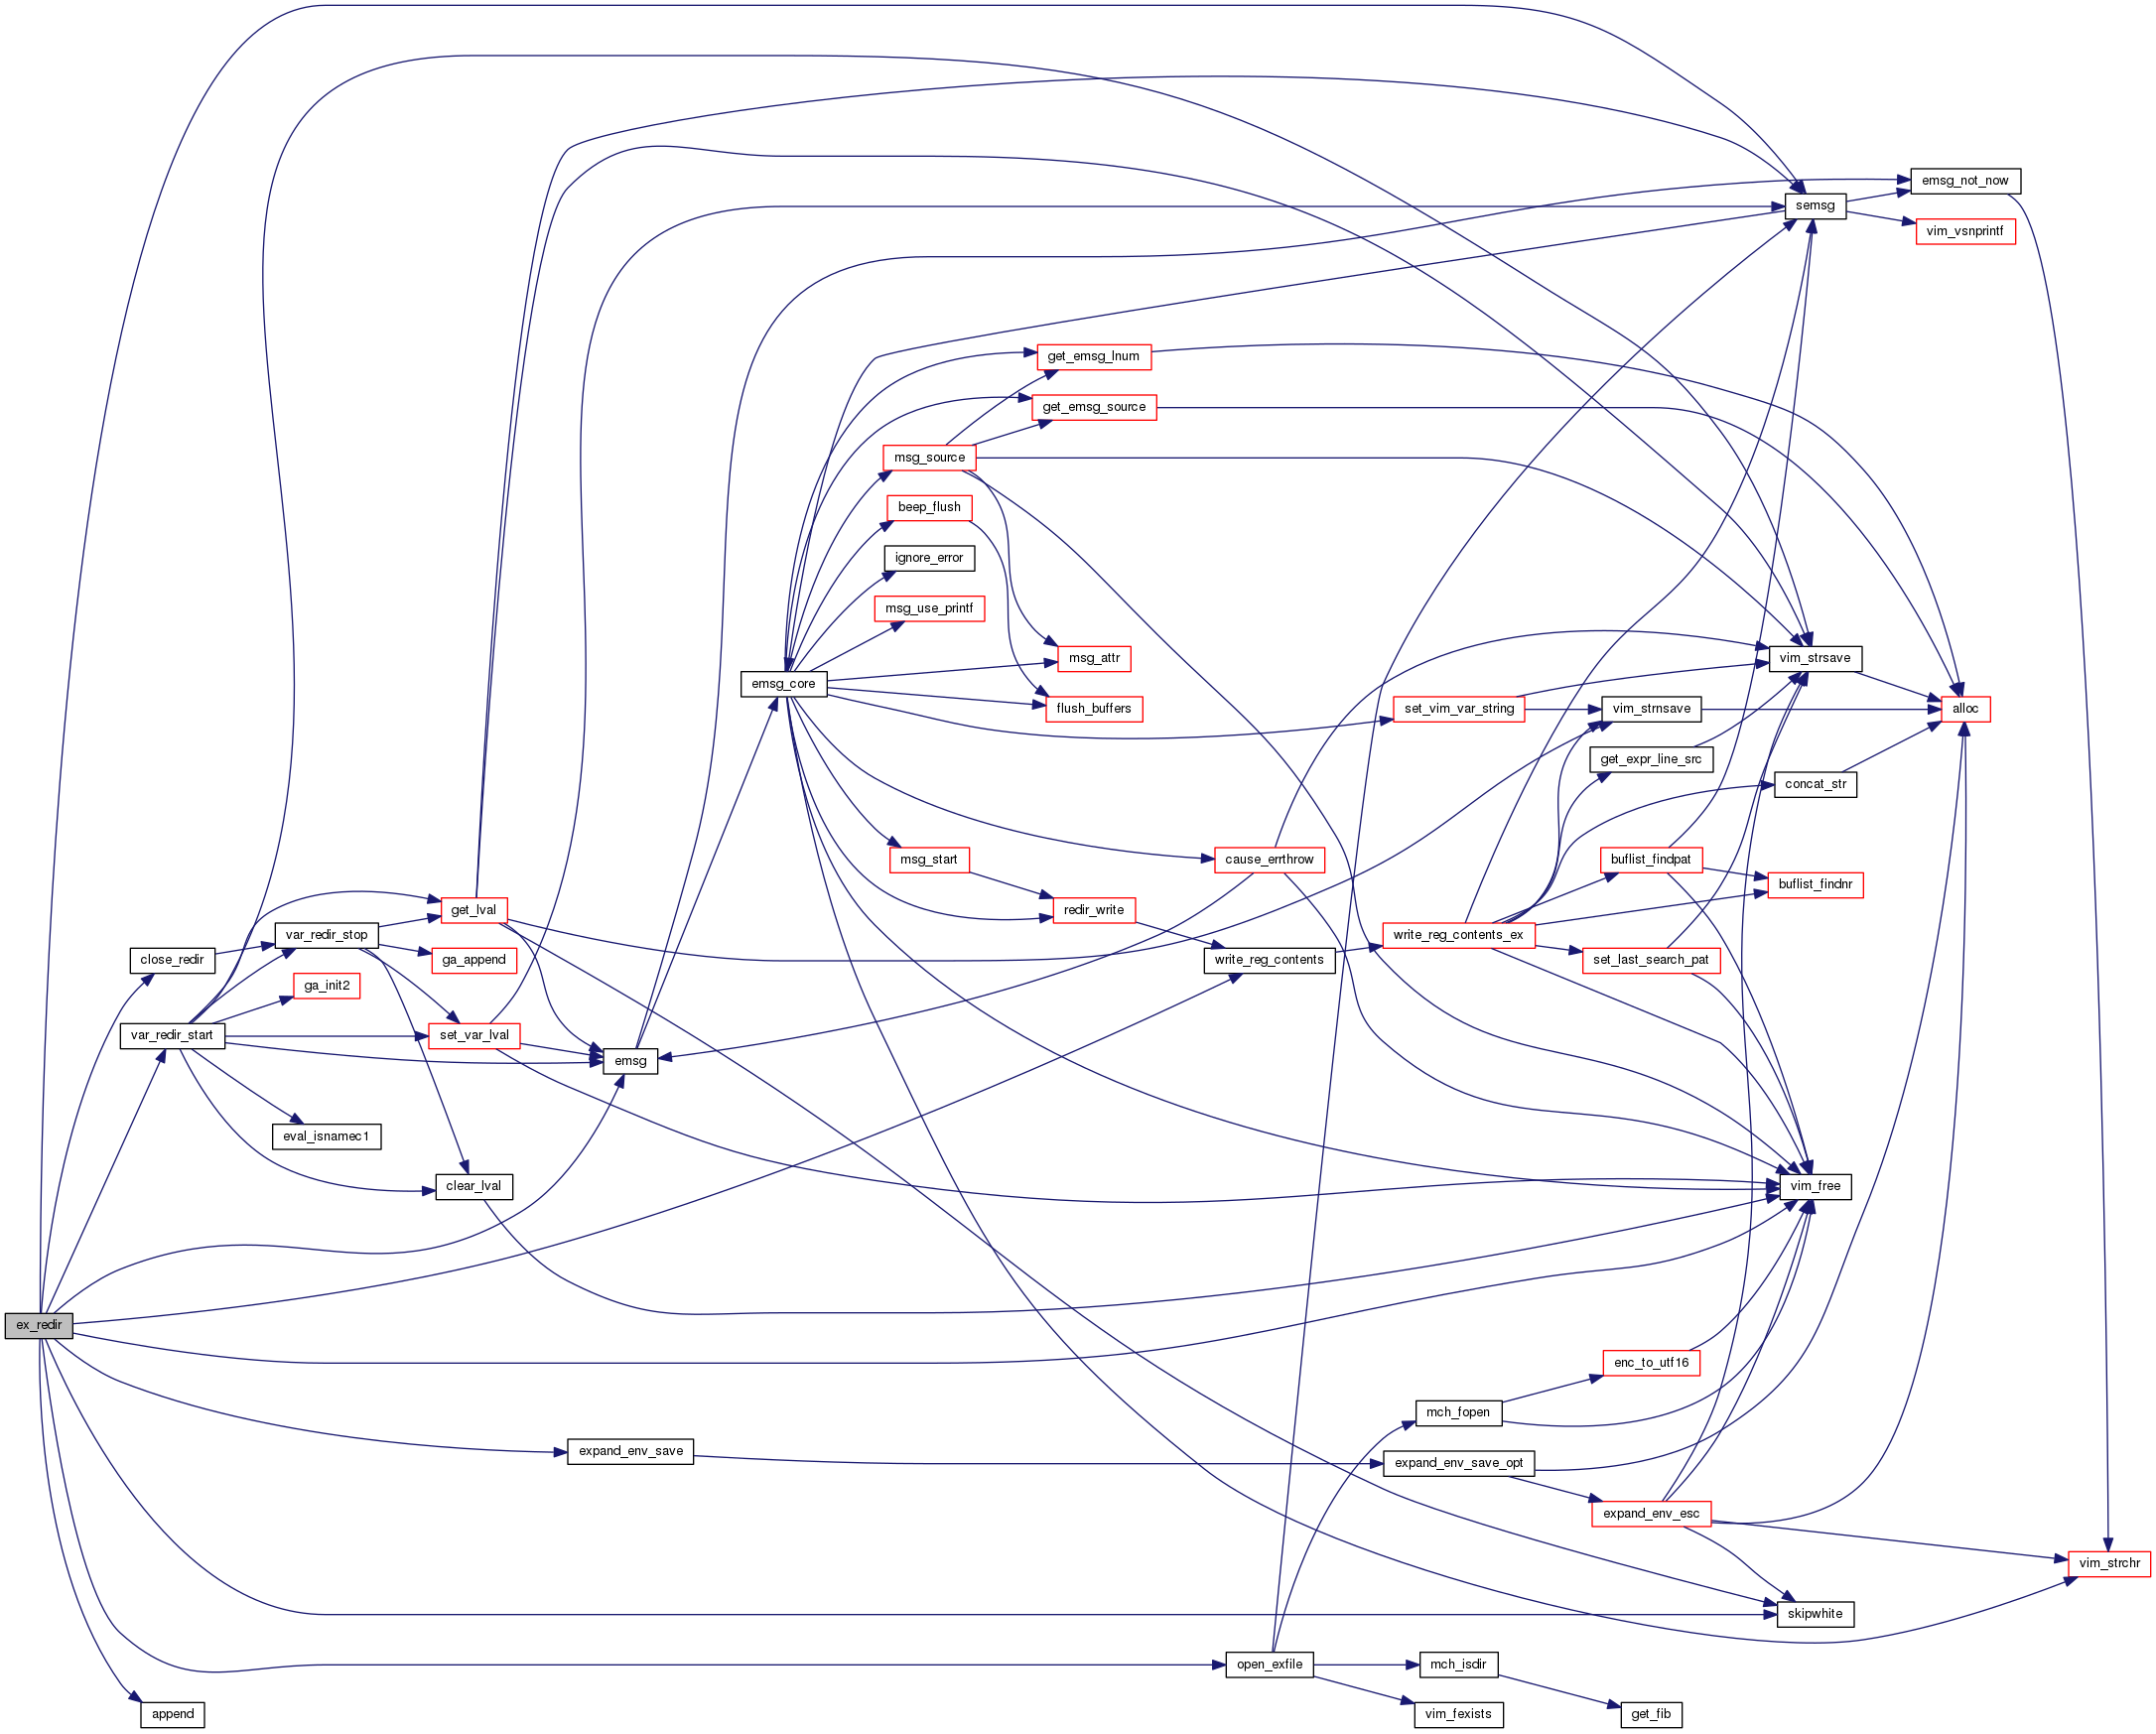 emsg_not_now
semsg
vim_vsnprintf
get_emsg_lnum
get_emsg_source
msg_source
beep_flush
ignore_error
msg_use_printf
msg_attr
vim_strsave
emsg_core
flush_buffers
set_vim_var_string
vim_strnsave
alloc
get_expr_line_src
concat_str
msg_start
cause_errthrow
buflist_findpat
buflist_findnr
get_lval
redir_write
var_redir_stop
write_reg_contents_ex
close_redir
ga_append
write_reg_contents
set_last_search_pat
ga_init2
var_redir_start
set_var_lval
emsg
eval_isnamec1
clear_lval
vim_free
ex_redir
enc_to_utf16
mch_fopen
expand_env_save
expand_env_save_opt
expand_env_esc
vim_strchr
skipwhite
open_exfile
mch_isdir
append
vim_fexists
get_fib